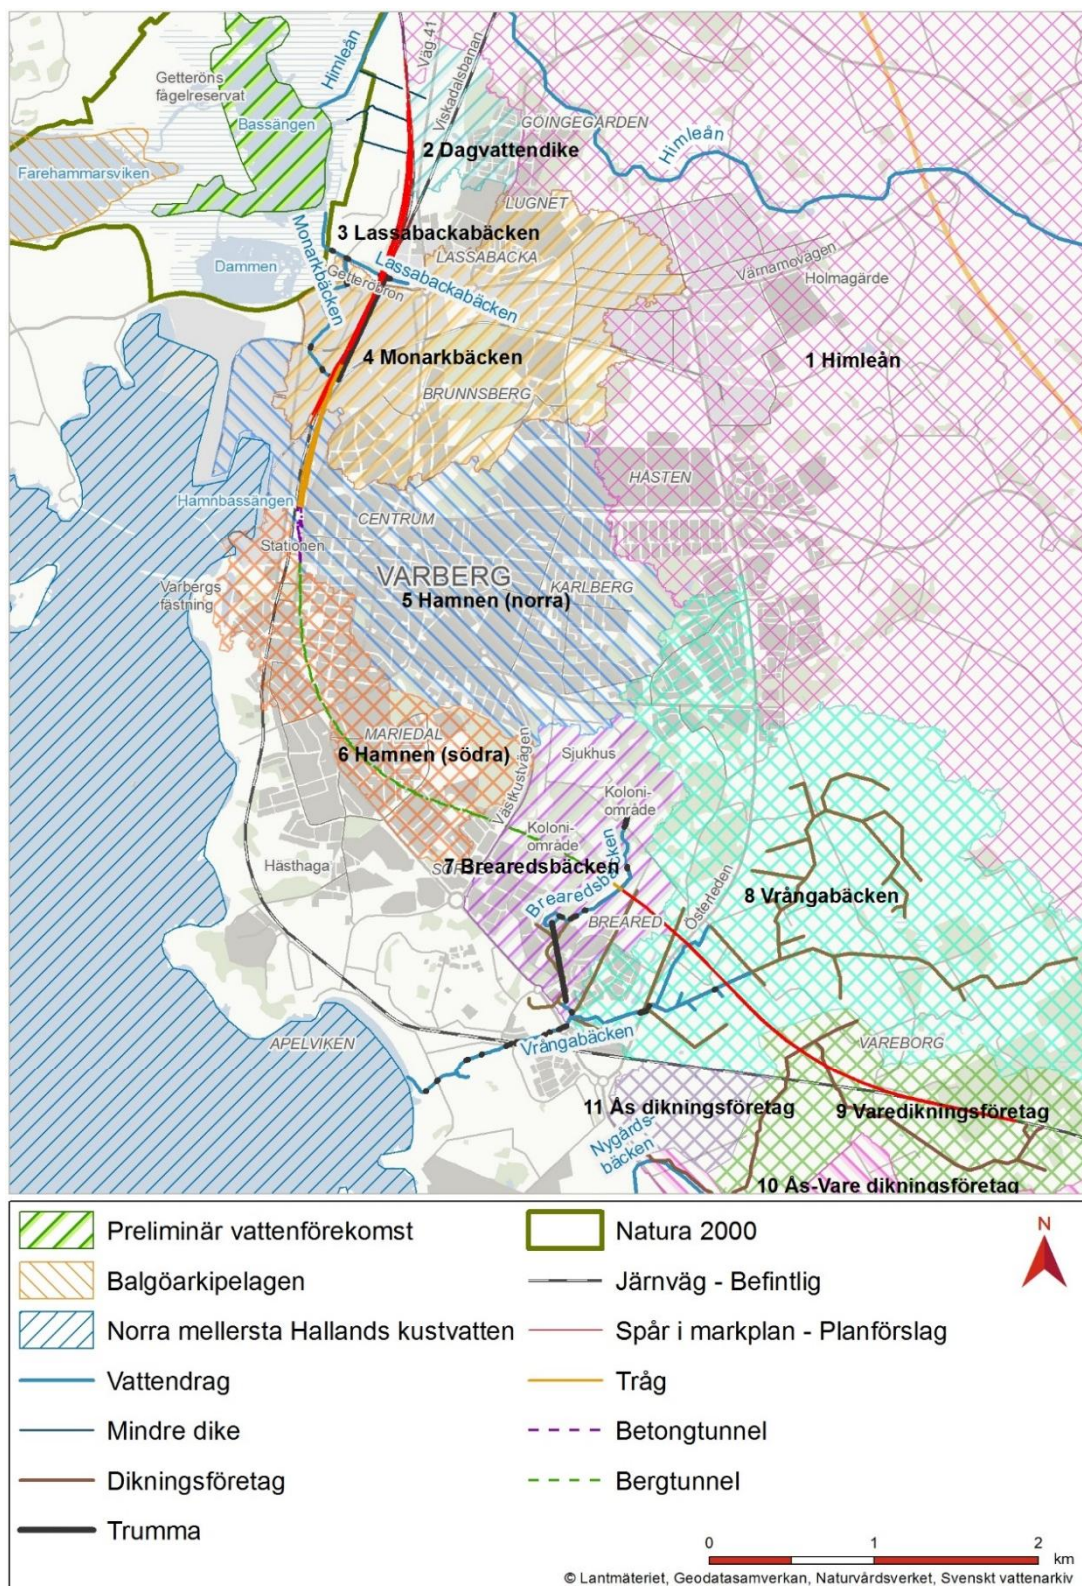 Getteröns
fågelreservat
Himleån
Väg 41
Viskadalsbanan
Bassängen
GÖINGEGÅRDEN
Himleån
2 Dagvattendike
Farehammarsviken
LUGNET
Monarkbäcken
3 Lassabackabäcken
LASSABACKA
Värnamovägen
Dammen
Getteröbron
Lassabackabäcken
Holmagärde
4 Monarkbäcken
1 Himleån
BRUNNSBERG
HÅSTEN
Hamnbassängen
CENTRUM
Stationen
VARBERG
KARLBERG
Varbergs
fästning
5 Hamnen (norra)
MARIEDAL
6 Hamnen (södra)
Västkustvägen
Sjukhus
Koloni-
område
Koloni-
område
Hästhaga
7 Brearedsbäcken
Brearedsbäcken
BREARED
Österleden
8 Vrångabäcken
APELVIKEN
Vrångabäcken
VAREBORG
11 Ås dikningsföretag
9 Varedikningsföretag
Nygårds-
bäcken
10 Ås-Vare dikningsföretag
Preliminär vattenförekomst
Balgöarkipelagen
Norra mellersta Hallands kustvatten
Vattendrag
Mindre dike
Dikningsföretag
Trumma
Natura 2000
Järnväg - Befintlig
Spår i markplan - Planförslag
Tråg
Betongtunnel
Bergtunnel
N
0 1 2
km
© Lantmäteriet, Geodatasamverkan, Naturvårdsverket, Svenskt vattenarkiv